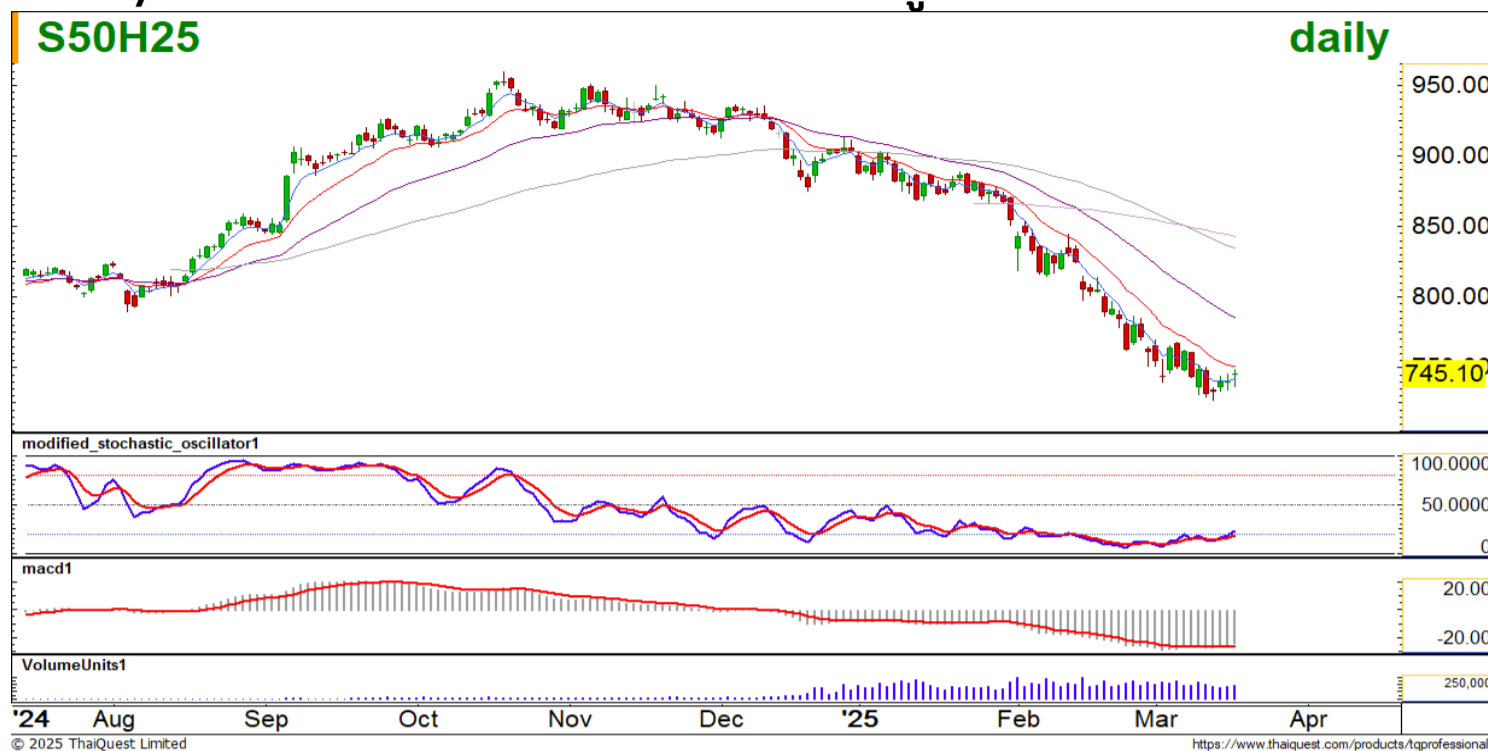 S50H25 daily
950.00
900.00
850.00
800.00
745.10
modified_stochastic_oscillator1
100.0000
50.0000
0
macd1
20.00
-20.00
VolumeUnits1
250,000
'24 Aug Sep Oct Nov Dec '25 Feb Mar Apr
© 2025 ThaiQuest Limited https://www.thaiquest.com/products/tqprofessional